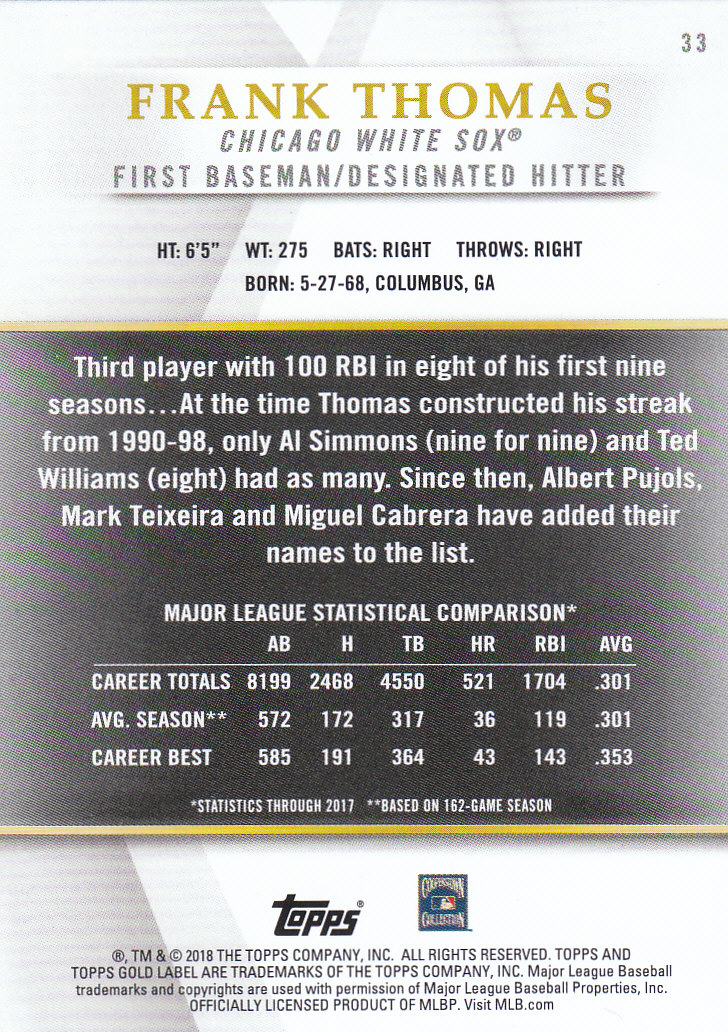 33
FRANK THOMAS
CHICAGO WHITE SOX®
FIRST BASEMAN/DESIGNATED HITTER
HT: 6'5" WT: 275 BATS: RIGHT THROWS: RIGHT
BORN: 5-27-68, COLUMBUS, GA
Third player with 100 RBI in eight of his first nine
seasons...At the time Thomas constructed his streak
from 1990-98, only Al Simmons (nine for nine) and Ted
Williams (eight) had as many. Since then, Albert Pujols,
Mark Teixeira and Miguel Cabrera have added their
names to the list.
MAJOR LEAGUE STATISTICAL COMPARISON*
AB H TB HR RBI AVG
CAREER TOTALS 8199 2468 4550 521 1704 .301
AVG. SEASON** 572 172 317 36 119 .301
CAREER BEST 585 191 364 43 143 .353
*STATISTICS THROUGH 2017 **BASED ON 162-GAME SEASON
Topps®
COOPERSTOWN
COLLECTION
®, TM & © 2018 THE TOPPS COMPANY, INC. ALL RIGHTS RESERVED. TOPPS AND
TOPPS GOLD LABEL ARE TRADEMARKS OF THE TOPPS COMPANY, INC. Major League Baseball
trademarks and copyrights are used with permission of Major League Baseball Properties, Inc.
OFFICIALLY LICENSED PRODUCT OF MLBP. Visit MLB.com